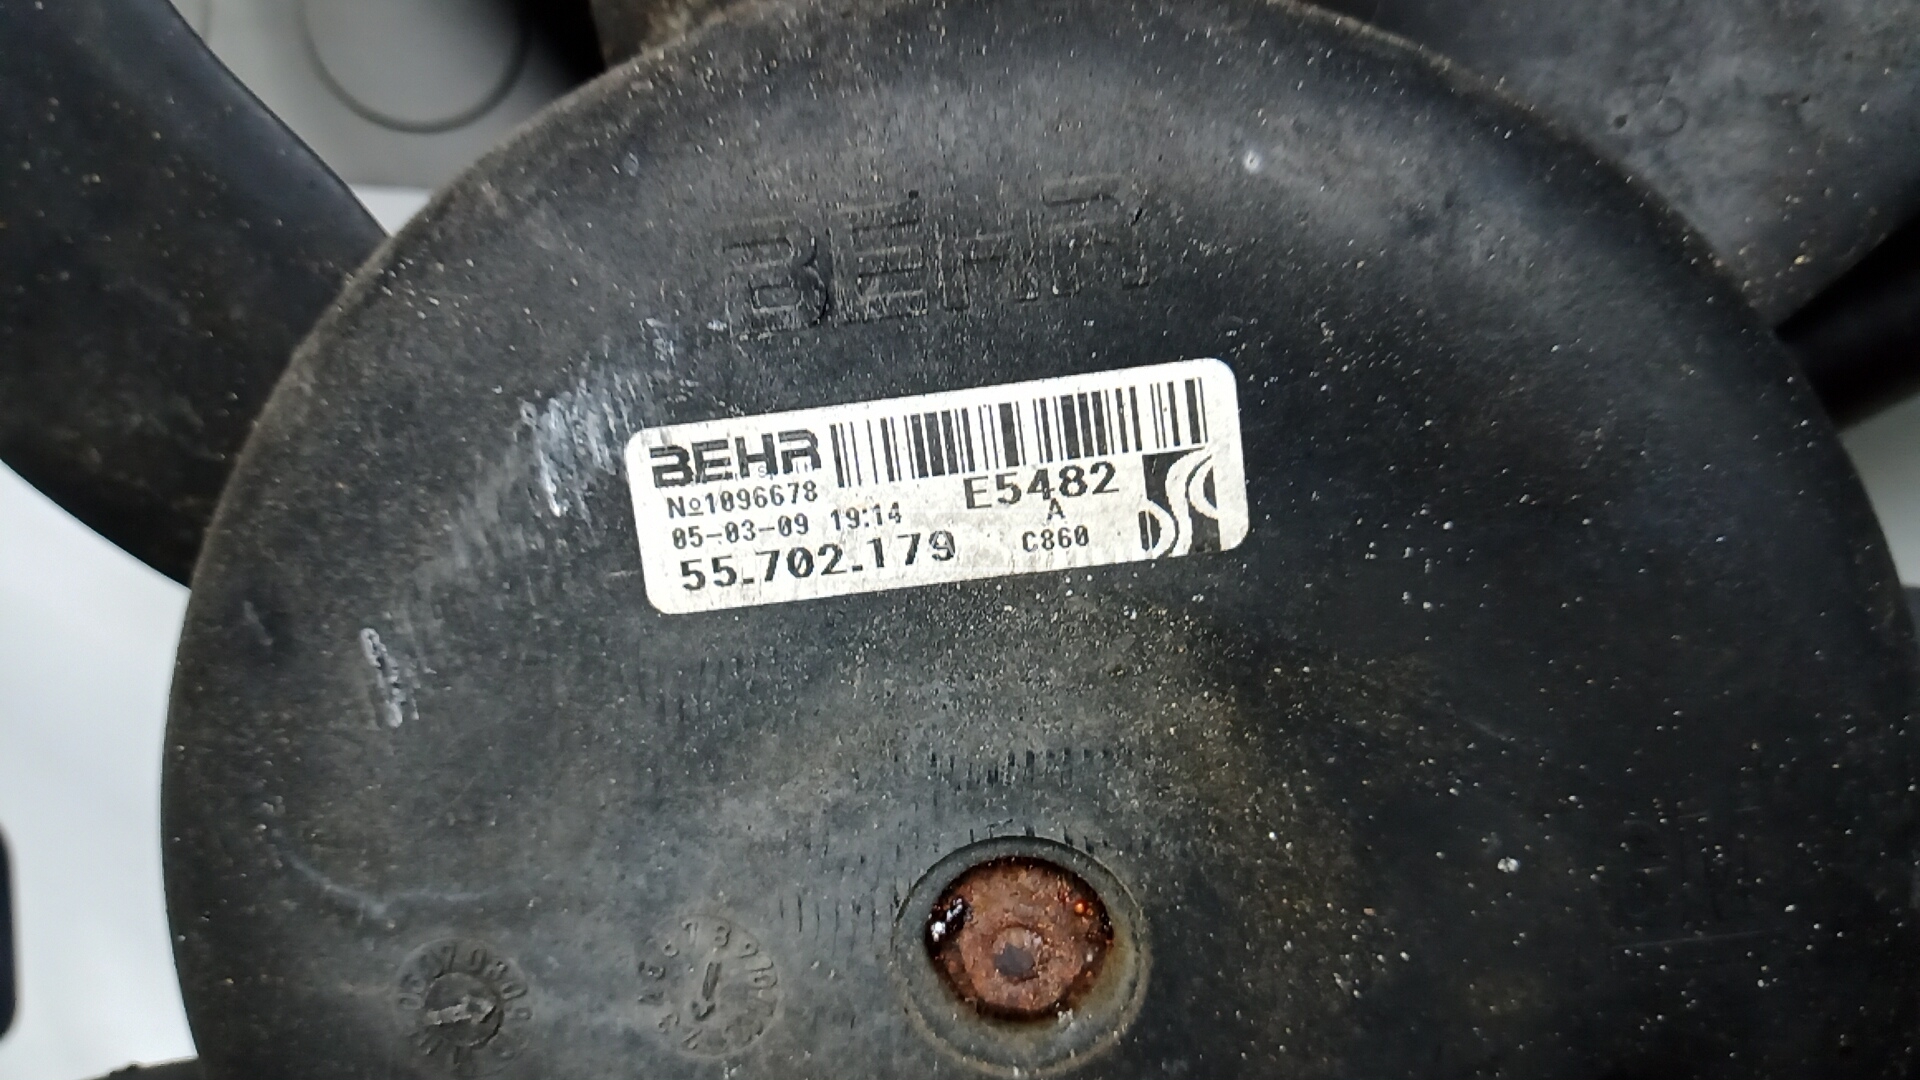 BEHR
BEHR
№1096678
E5482
A
05-03-09 19:14
C860
55.702.179